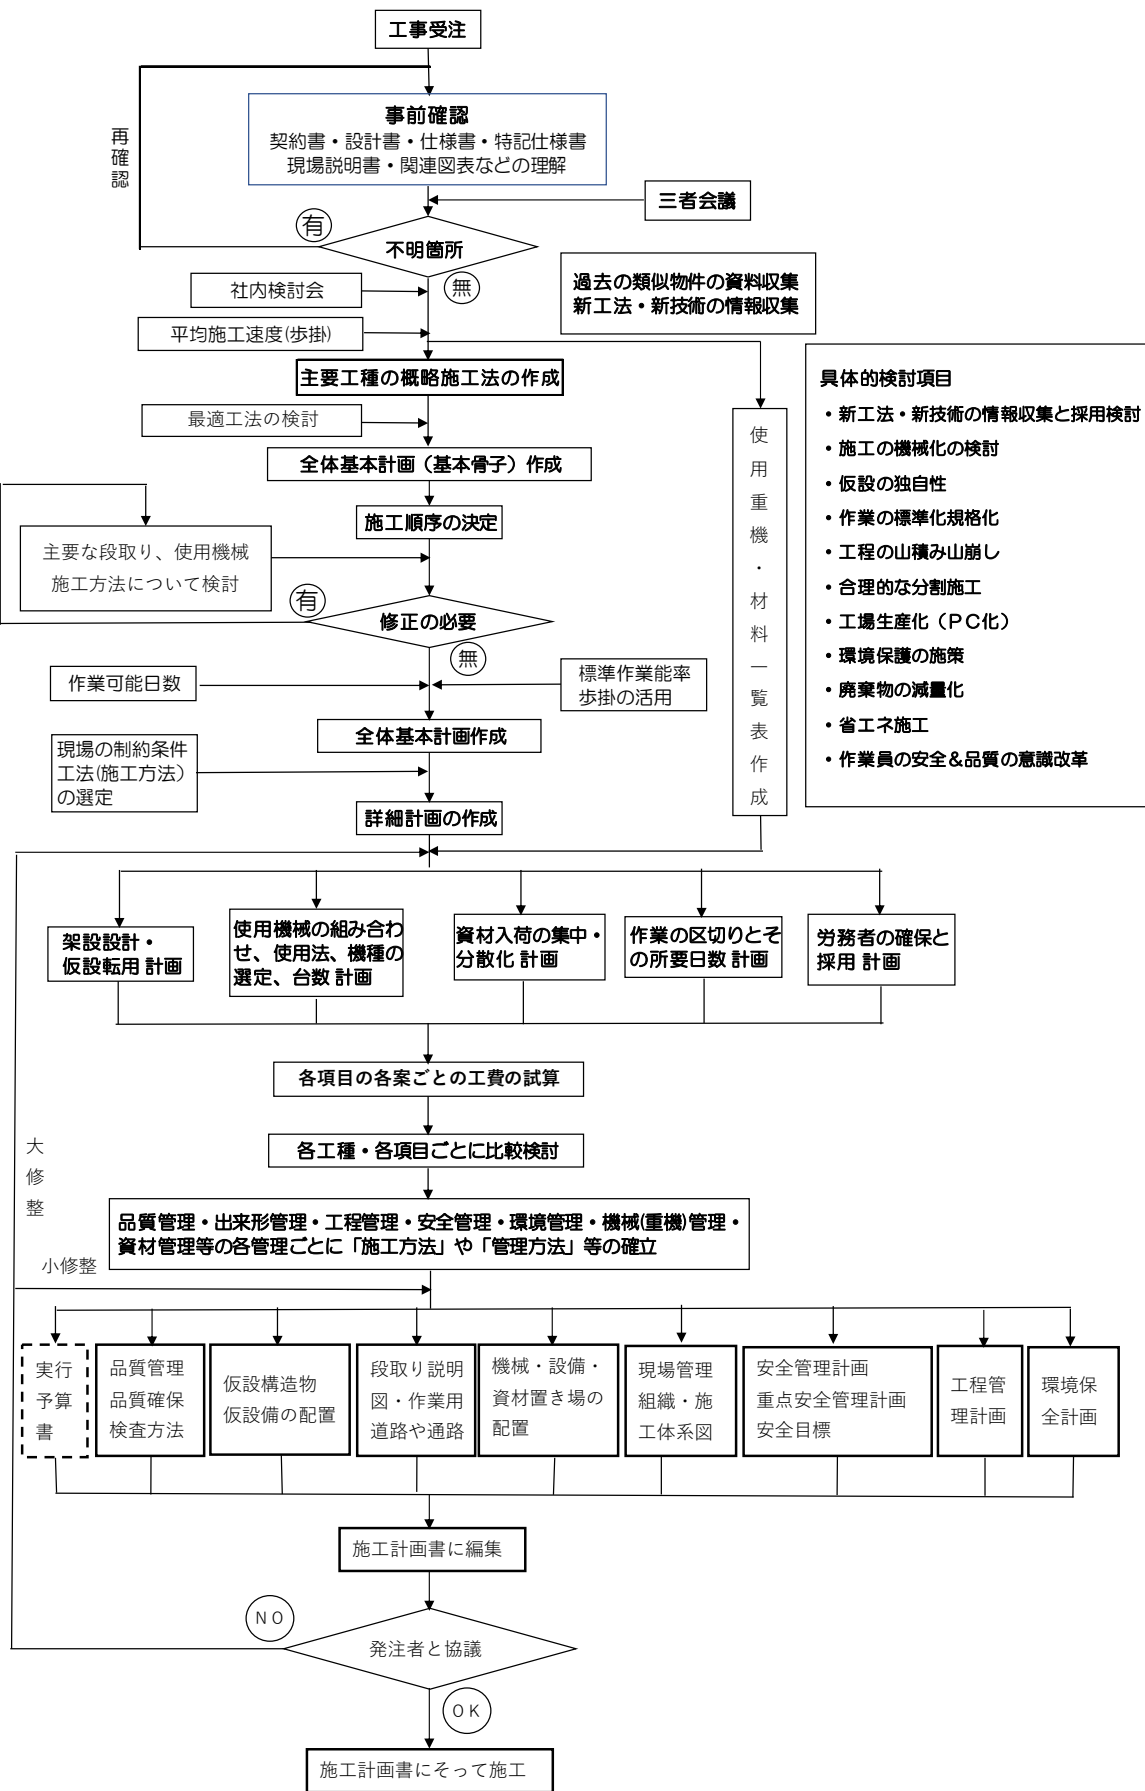 工事受注
事前確認
契約書・設計書・仕様書・特記仕様書
現場説明書・関連図表などの理解
再確認
三者会議
有
不明箇所
無
社内検討会
過去の類似物件の資料収集
新工法・新技術の情報収集
平均施工速度(歩掛)
主要工種の概略施工法の作成
最適工法の検討
全体基本計画（基本骨子）作成
施工順序の決定
主要な段取り、使用機械
施工方法について検討
有
修正の必要
無
作業可能日数
標準作業能率
歩掛の活用
全体基本計画作成
現場の制約条件
工法(施工方法）
の選定
詳細計画の作成
使用重機・材料一覧表作成
具体的検討項目
・新工法・新技術の情報収集と採用検討
・施工の機械化の検討
・仮設の独自性
・作業の標準化規格化
・工程の山積み山崩し
・合理的な分割施工
・工場生産化（ＰＣ化）
・環境保護の施策
・廃棄物の減量化
・省エネ施工
・作業員の安全＆品質の意識改革
架設設計・
仮設転用 計画
使用機械の組み合わ
せ、使用法、機種の
選定、台数 計画
資材入荷の集中・
分散化 計画
作業の区切りとそ
の所要日数 計画
労務者の確保と
採用 計画
各項目の各案ごとの工費の試算
各工種・各項目ごとに比較検討
大修整
品質管理・出来形管理・工程管理・安全管理・環境管理・機械(重機)管理・
資材管理等の各管理ごとに「施工方法」や「管理方法」等の確立
小修整
実行
予算
書
品質管理
品質確保
検査方法
仮設構造物
仮設備の配置
段取り説明
図・作業用
道路や通路
機械・設備・
資材置き場の
配置
現場管理
組織・施
工体系図
安全管理計画
重点安全管理計画
安全目標
工程管
理計画
環境保
全計画
施工計画書に編集
ＮＯ
発注者と協議
ＯＫ
施工計画書にそって施工